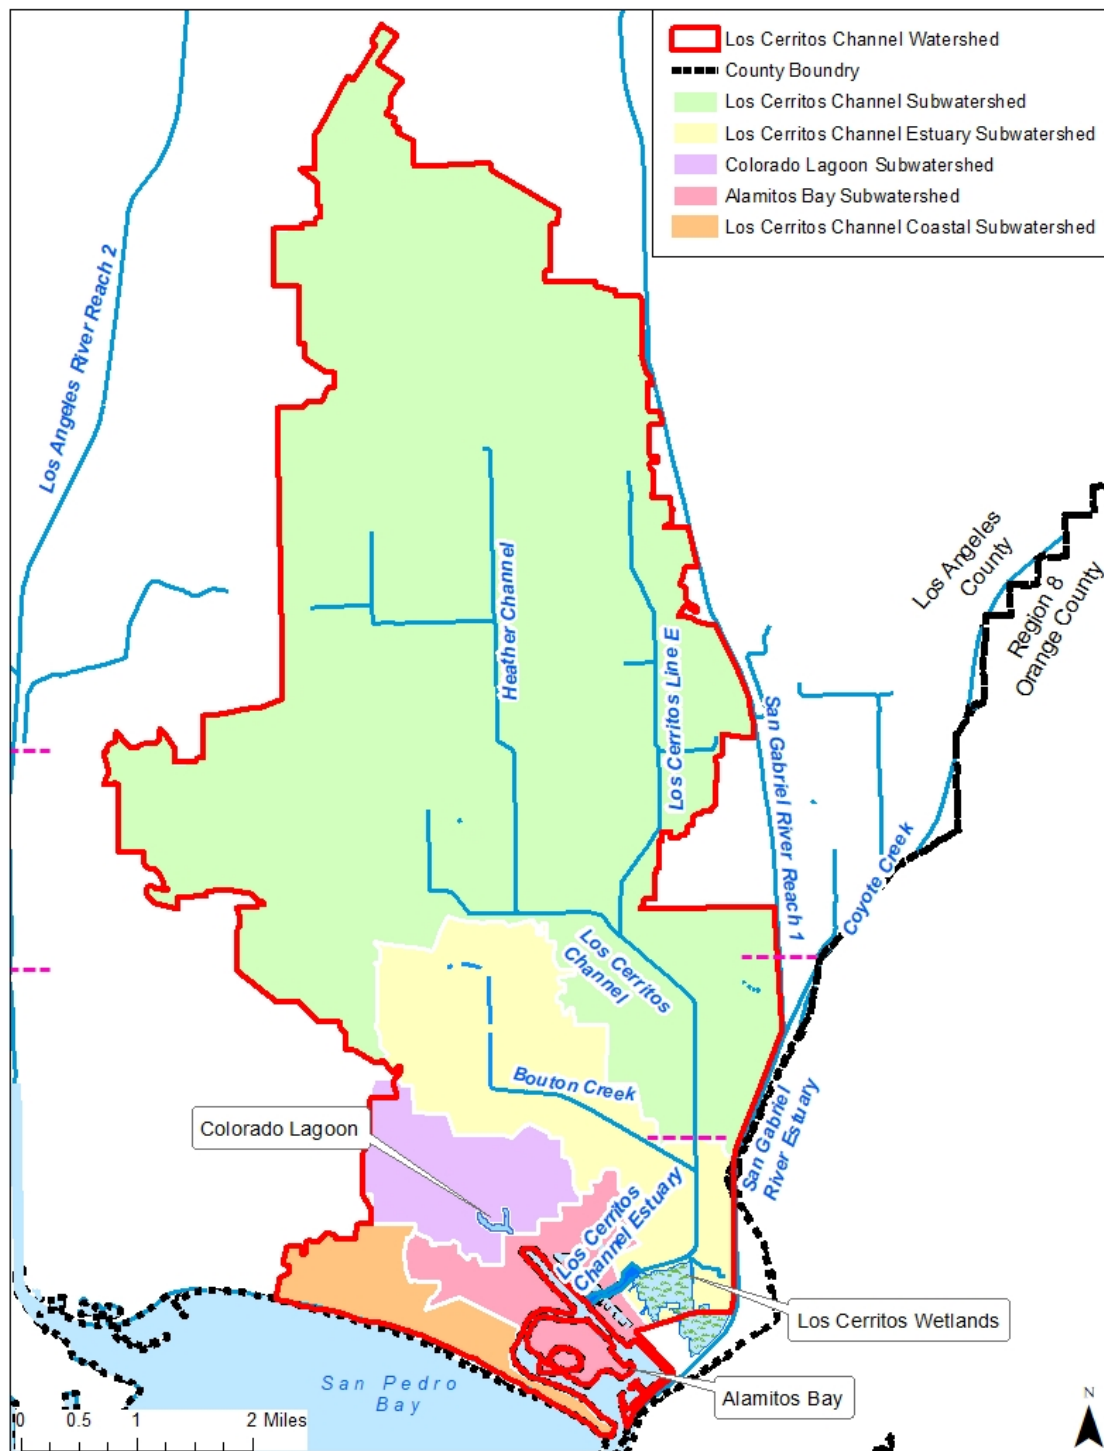 Los Cerritos Channel Watershed
County Boundry
Los Cerritos Channel Subwatershed
Los Cerritos Channel Estuary Subwatershed
Colorado Lagoon Subwatershed
Alamitos Bay Subwatershed
Los Cerritos Channel Coastal Subwatershed
Los Angeles River Reach 2
Los Angeles
County
Region 8
Orange County
Heather Channel
Los Cerritos Line E
San Gabriel River Reach 1
Coyote Creek
Los Cerritos
Channel
Bouton Creek
San Gabriel
River Estuary
Colorado Lagoon
Los Cerritos
Channel Estuary
Los Cerritos Wetlands
Alamitos Bay
San Pedro
Bay
0 0.5 1 2 Miles
N